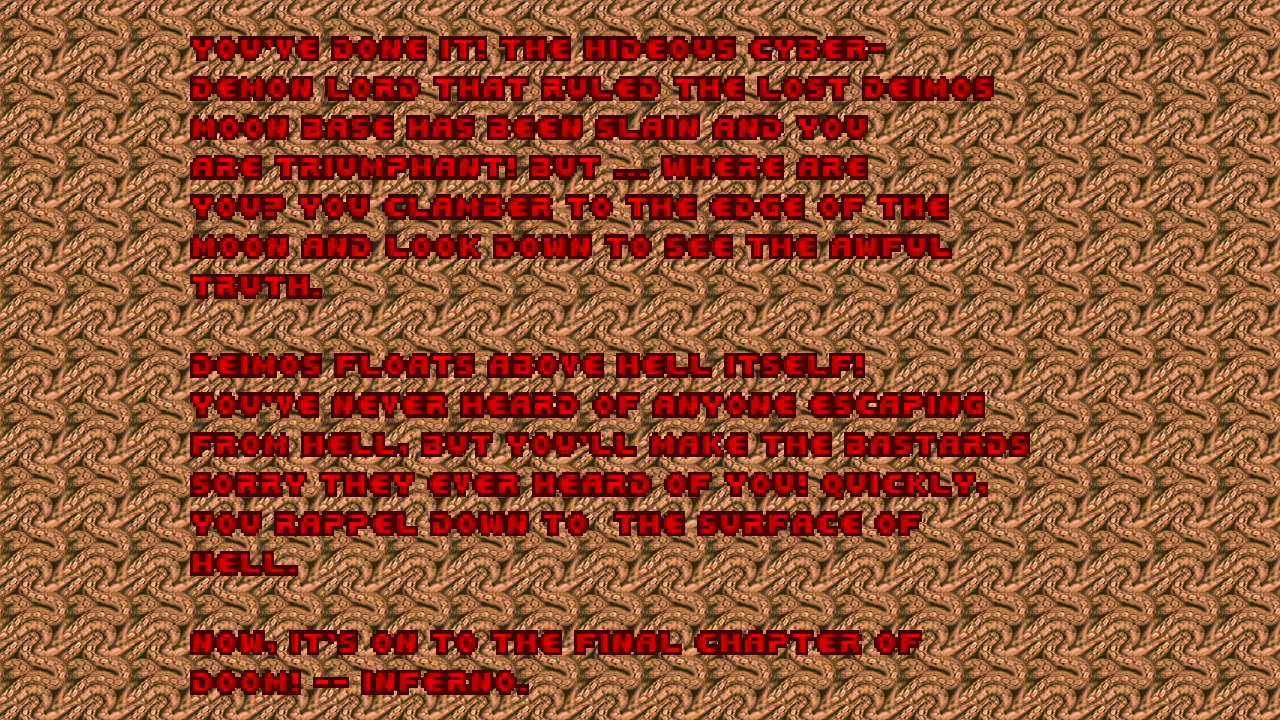 YOU'VE DONE IT! THE HIDEOUS CYBER-
DEMON LORD THAT RULED THE LOST DEIMOS
MOON BASE HAS BEEN SLAIN AND YOU
ARE TRIUMPHANT! BUT ... WHERE ARE
YOU? YOU CLAMBER TO THE EDGE OF THE
MOON AND LOOK DOWN TO SEE THE AWFUL
TRUTH.

DEIMOS FLOATS ABOVE HELL ITSELF!
YOU'VE NEVER HEARD OF ANYONE ESCAPING
FROM HELL, BUT YOU'LL MAKE THE BASTARDS
SORRY THEY EVER HEARD OF YOU! QUICKLY,
YOU RAPPEL DOWN TO  THE SURFACE OF
HELL.

NOW, IT'S ON TO THE FINAL CHAPTER OF
DOOM! -- INFERNO.